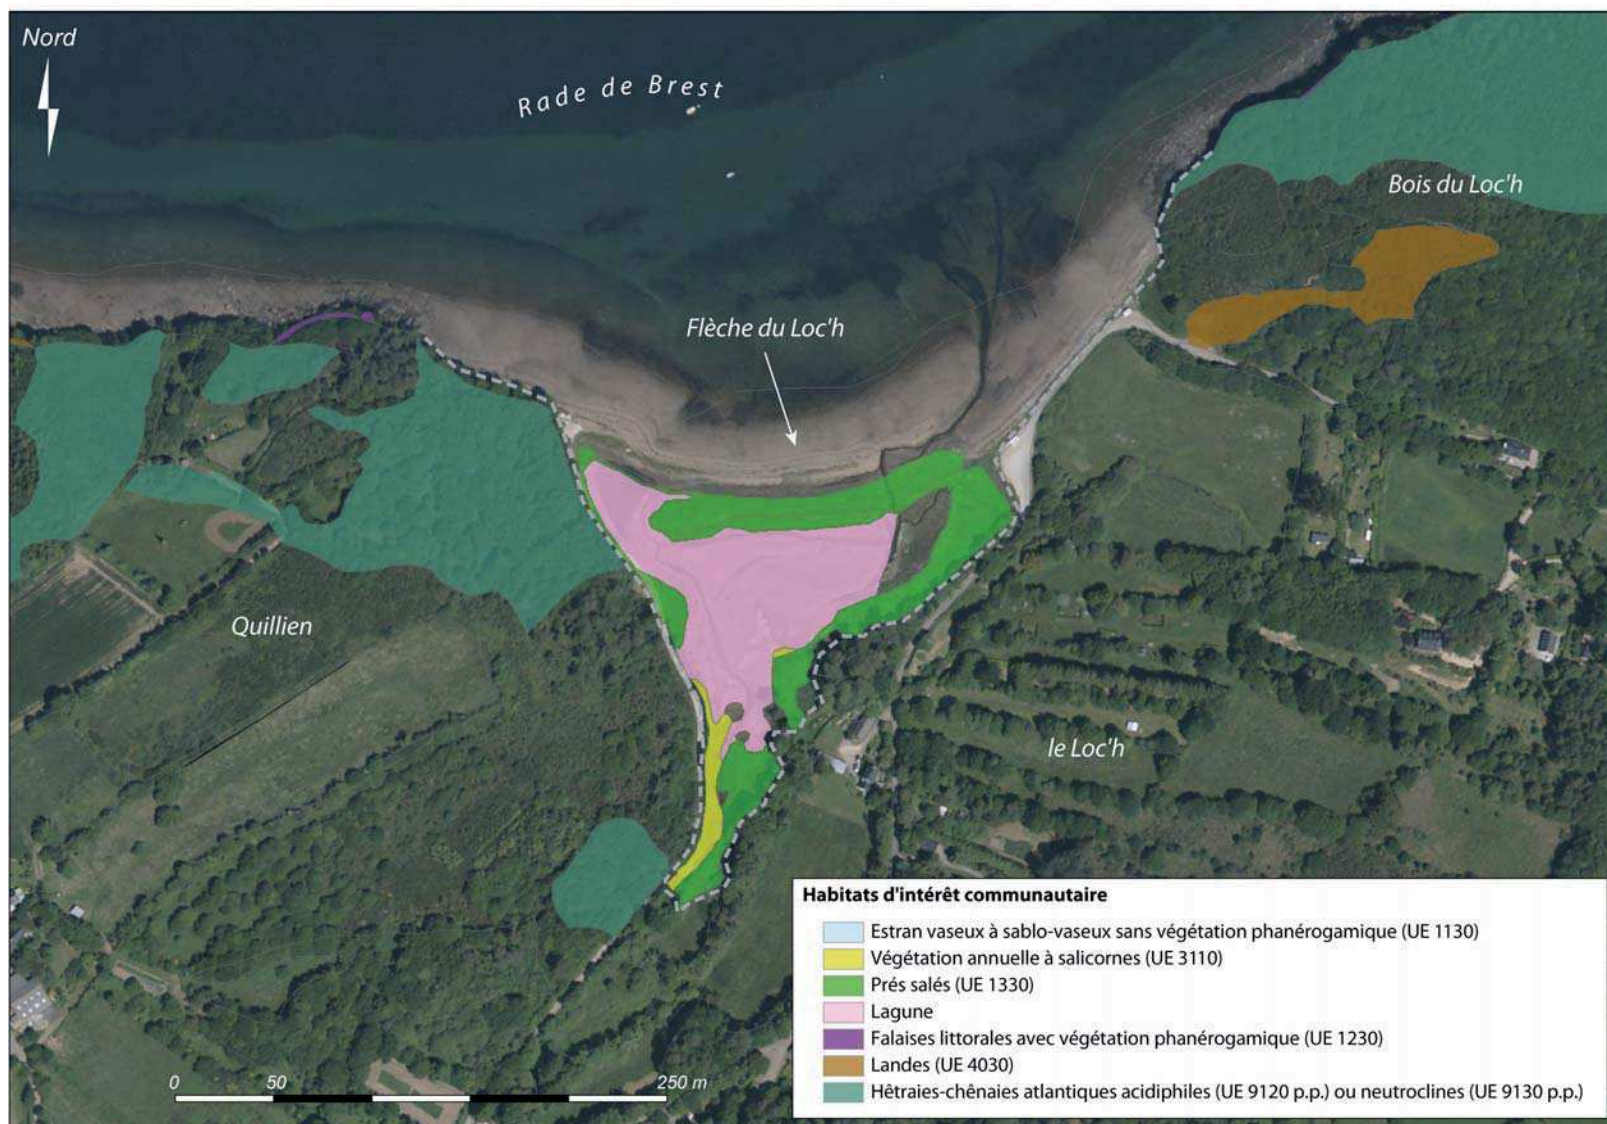 Nord
Rade de Brest
Bois du Loc'h
Flèche du Loc'h
Quillien
le Loc'h
Habitats d'intérêt communautaire
Estran vaseux à sablo-vaseux sans végétation phanérogamique (UE 1130)
Végétation annuelle à salicornes (UE 3110)
Prés salés (UE 1330)
Lagune
Falaises littorales avec végétation phanérogamique (UE 1230)
Landes (UE 4030)
Hêtraies-chênaies atlantiques acidiphiles (UE 9120 p.p.) ou neutroclines (UE 9130 p.p.)
0 50 250 m